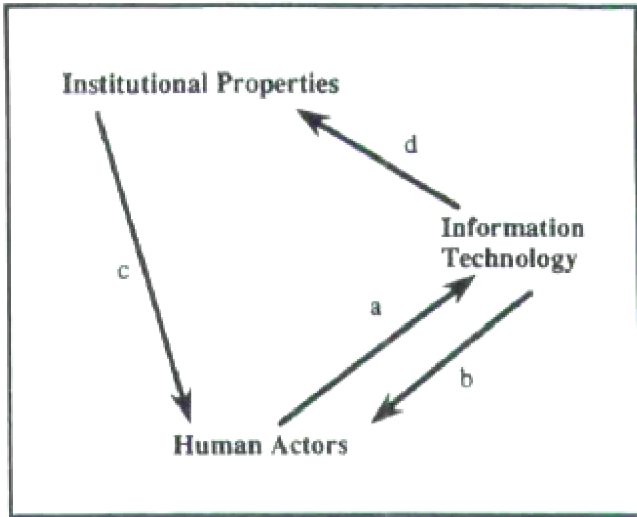 Institutional Properties
d
Information
Technology
c
a
b
Human Actors